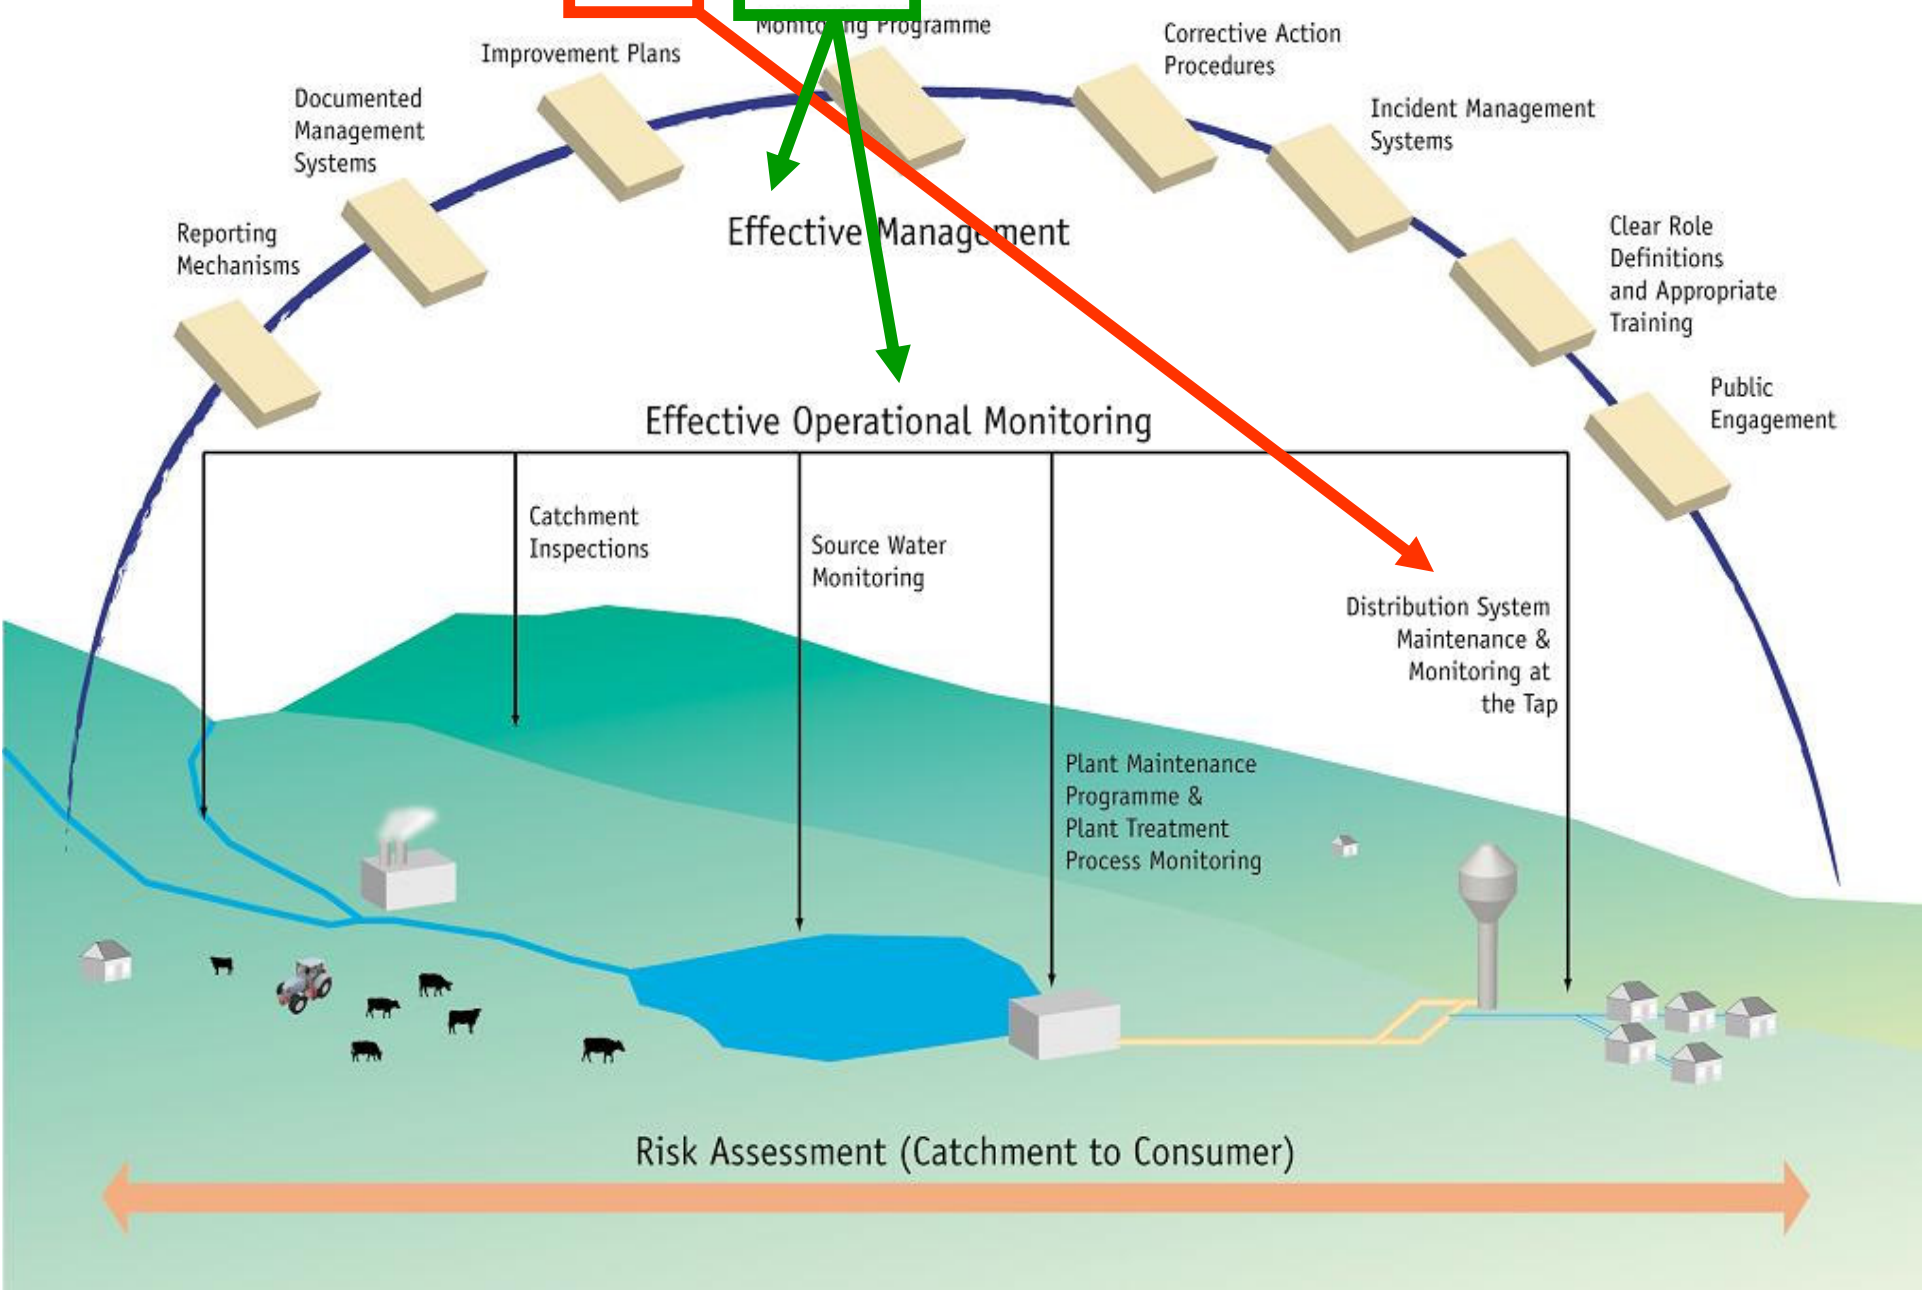 Monitoring Programme
Improvement Plans
Corrective Action
Procedures
Documented
Management
Systems
Incident Management
Systems
Reporting
Mechanisms
Effective Management
Clear Role
Definitions
and Appropriate
Training
Public
Engagement
Effective Operational Monitoring
Catchment
Inspections
Source Water
Monitoring
Distribution System
Maintenance &
Monitoring at
the Tap
Plant Maintenance
Programme &
Plant Treatment
Process Monitoring
Risk Assessment (Catchment to Consumer)